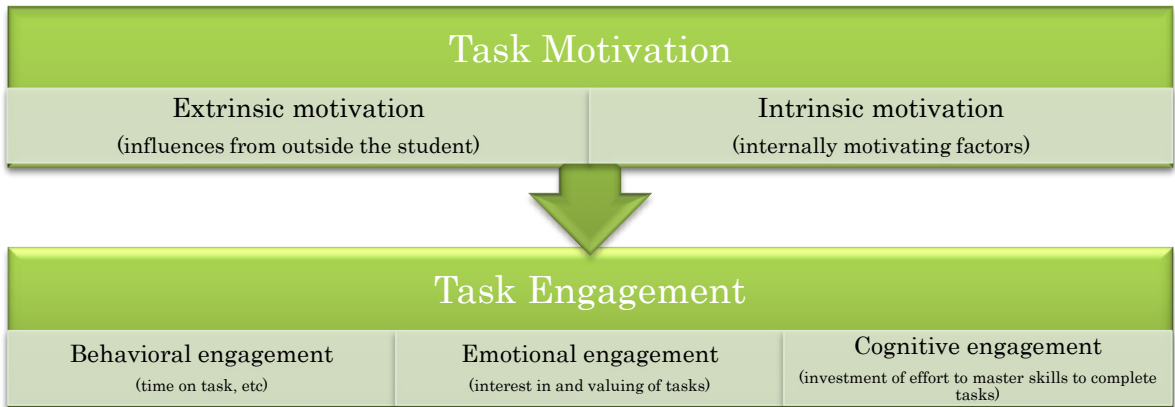 Task Motivation
Extrinsic motivation
(influences from outside the student)
Intrinsic motivation
(internally motivating factors)
Task Engagement
Behavioral engagement
(time on task, etc)
Emotional engagement
(interest in and valuing of tasks)
Cognitive engagement
(investment of effort to master skills to complete
tasks)